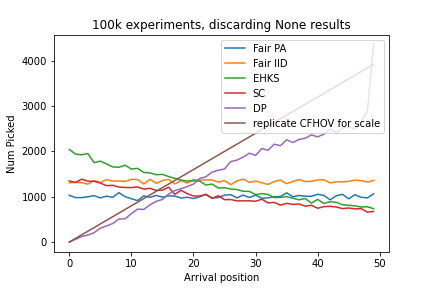 100k experiments, discarding None results
Fair PA
Fair IID
EHKS
SC
DP
replicate CFHOV for scale
4000
3000
2000
1000
0
Num Picked
0 10 20 30 40 50
Arrival position